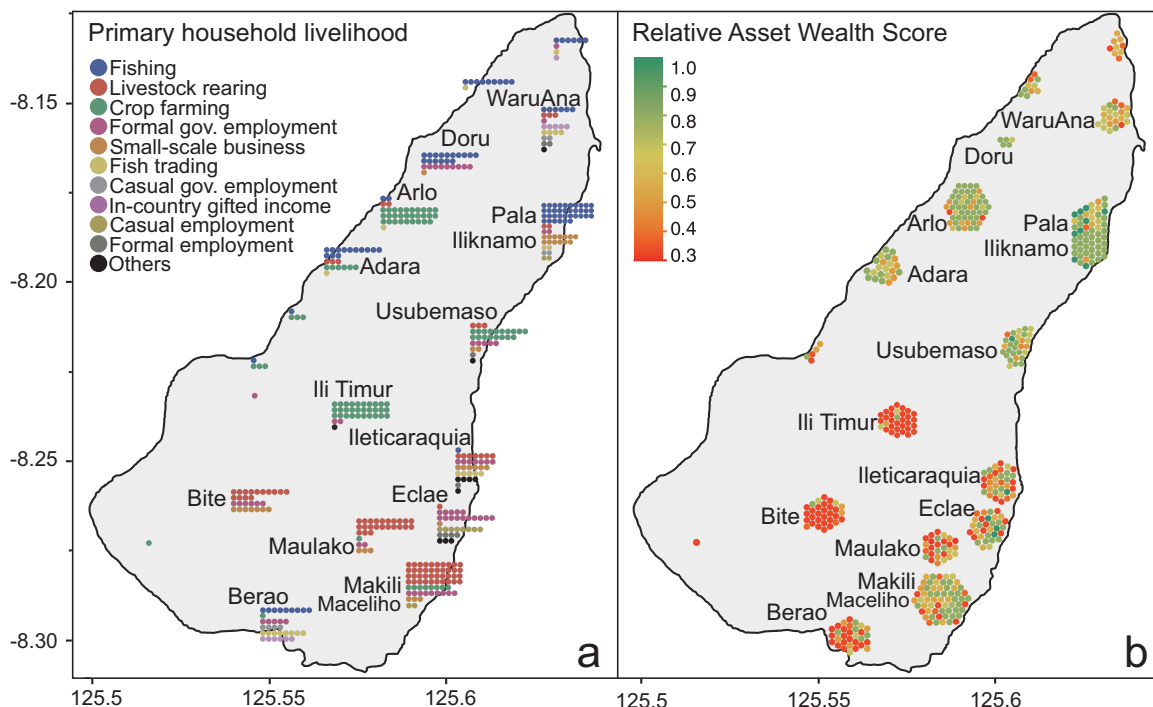 Primary household livelihood
Fishing
Livestock rearing
Crop farming
Formal gov. employment
Small-scale business
Fish trading
Casual gov. employment
In-country gifted income
Casual employment
Formal employment
Others
WaruAna
Doru
Arlo
Pala
Iliknamo
Adara
Usubemaso
Ili Timur
Ileticaraquia
Bite
Eclae
Maulako
Makili
Maceliho
Berao
a
-8.15
-8.20
-8.25
-8.30
125.5
125.55
125.6
Relative Asset Wealth Score
1.0
0.9
0.8
0.7
0.6
0.5
0.4
0.3
WaruAna
Doru
Arlo
Pala
Iliknamo
Adara
Usubemaso
Ili Timur
Ileticaraquia
Eclae
Bite
Maulako
Makili
Maceliho
Berao
b
125.5
125.55
125.6